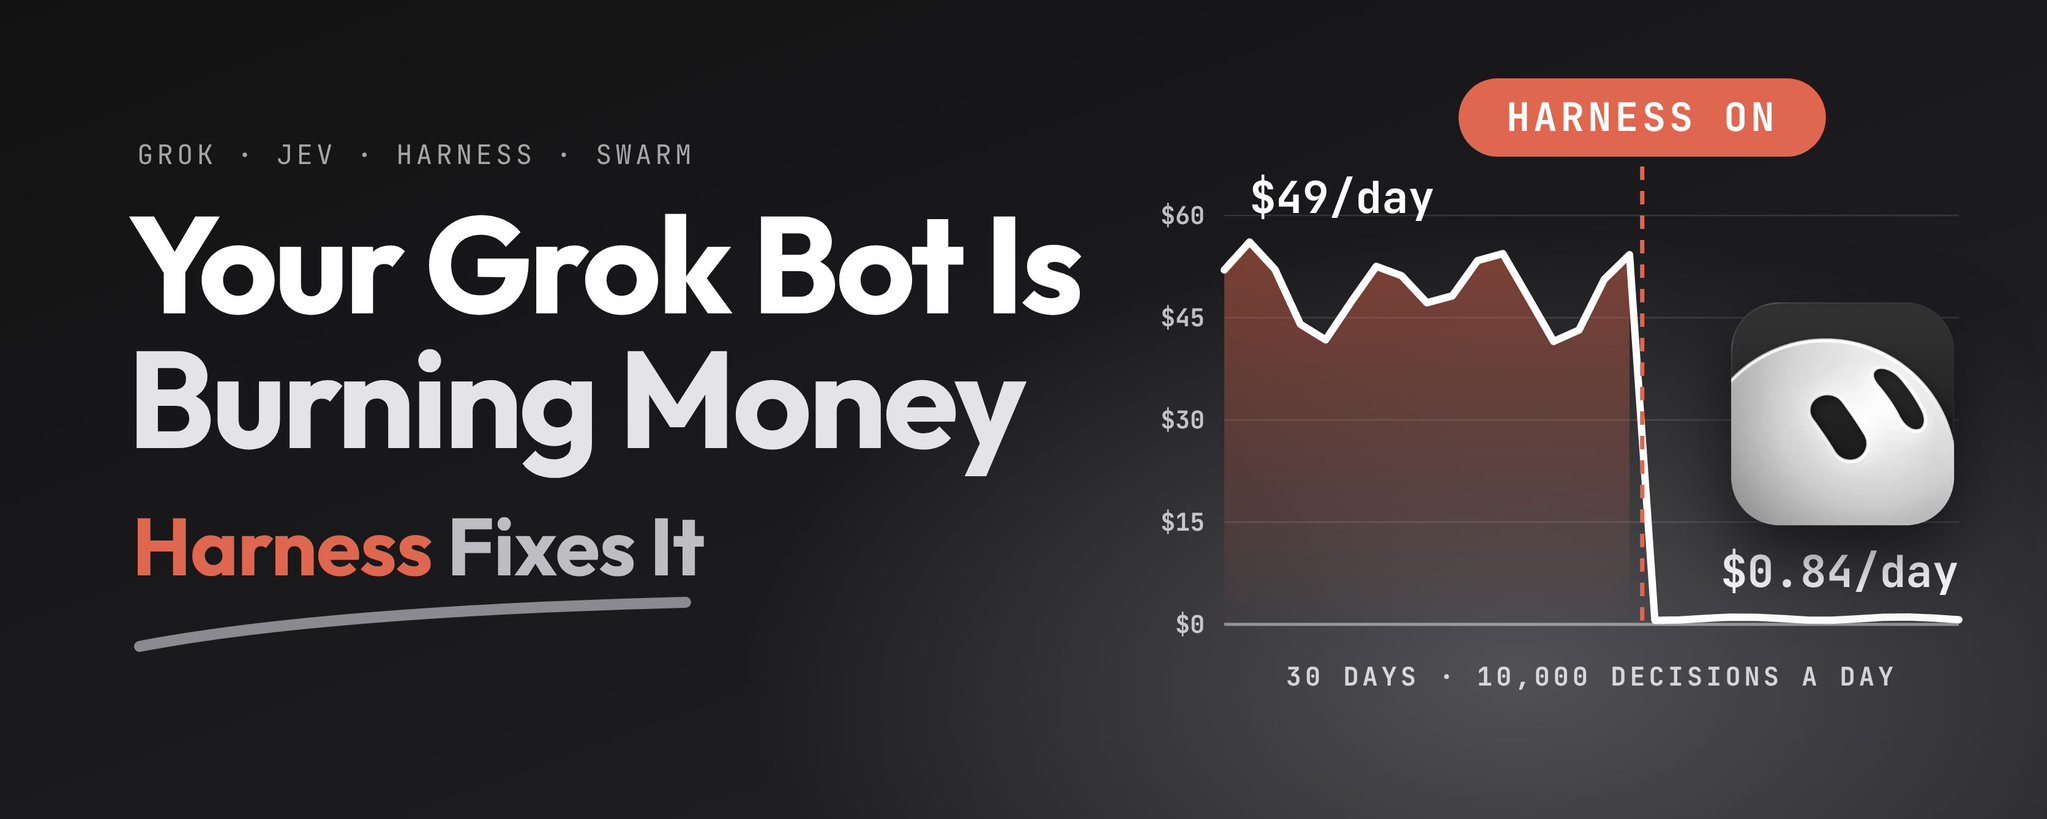 GROK · JEV · HARNESS · SWARM
Your Grok Bot Is
Burning Money
Harness Fixes It
HARNESS ON
$49/day
$60
$45
$30
$15
$0
$0.84/day
30 DAYS · 10,000 DECISIONS A DAY